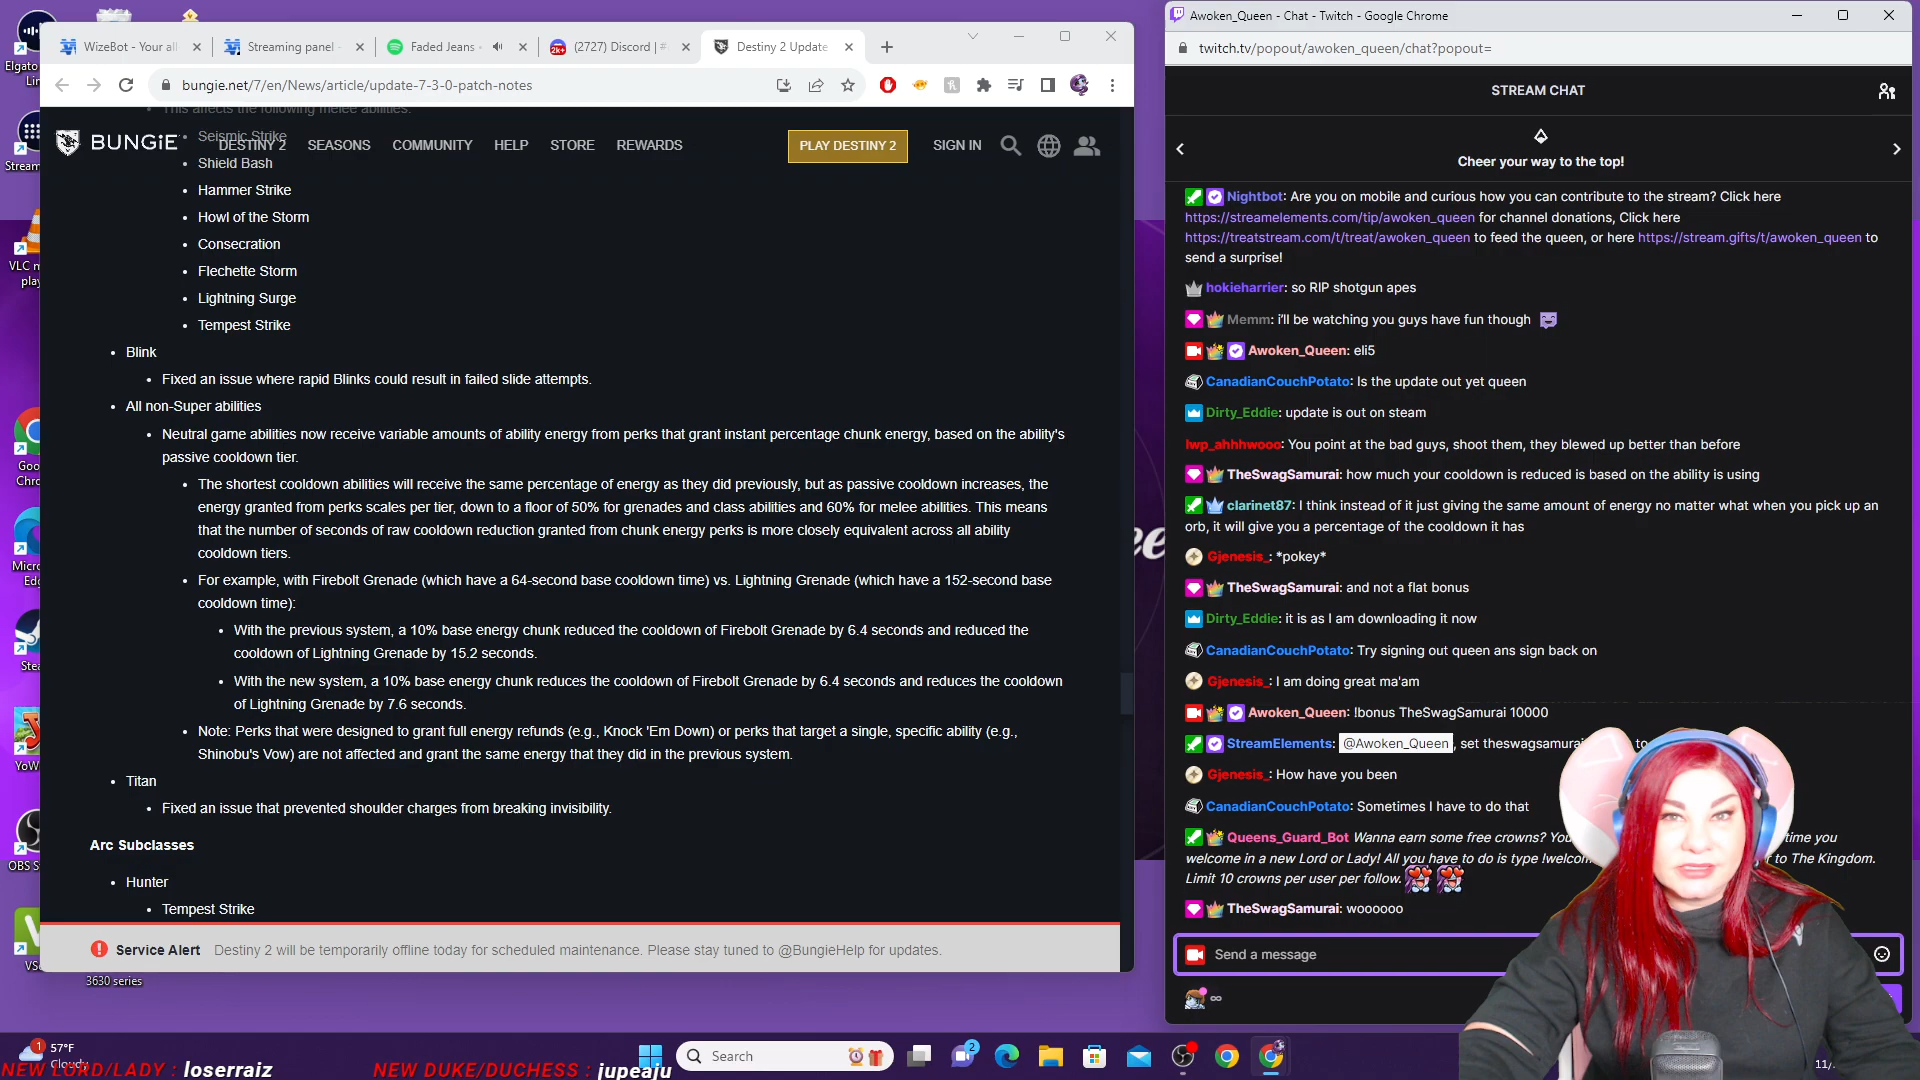 Awoken_Queen - Chat - Twitch - Google Chrome
WizeBot - Your all
Streaming panel -
Faded Jeans -
(2727) Discord | #
Destiny 2 Update
twitch.tv/popout/awoken_queen/chat?popout=
bungie.net/7/en/News/article/update-7-3-0-patch-notes
This affects the following melee abilities:
Seismic Strike
BUNGiE
DESTINY 2
SEASONS
COMMUNITY
HELP
STORE
REWARDS
PLAY DESTINY 2
SIGN IN
Shield Bash
Hammer Strike
Howl of the Storm
Consecration
Flechette Storm
Lightning Surge
Tempest Strike
Blink
Fixed an issue where rapid Blinks could result in failed slide attempts.
All non-Super abilities
Neutral game abilities now receive variable amounts of ability energy from perks that grant instant percentage chunk energy, based on the ability's
passive cooldown tier.
The shortest cooldown abilities will receive the same percentage of energy as they did previously, but as passive cooldown increases, the
energy granted from perks scales per tier, down to a floor of 50% for grenades and class abilities and 60% for melee abilities. This means
that the number of seconds of raw cooldown reduction granted from chunk energy perks is more closely equivalent across all ability
cooldown tiers.
For example, with Firebolt Grenade (which have a 64-second base cooldown time) vs. Lightning Grenade (which have a 152-second base
cooldown time):
With the previous system, a 10% base energy chunk reduced the cooldown of Firebolt Grenade by 6.4 seconds and reduced the
cooldown of Lightning Grenade by 15.2 seconds.
With the new system, a 10% base energy chunk reduces the cooldown of Firebolt Grenade by 6.4 seconds and reduces the cooldown
of Lightning Grenade by 7.6 seconds.
Note: Perks that were designed to grant full energy refunds (e.g., Knock 'Em Down) or perks that target a single, specific ability (e.g.,
Shinobu's Vow) are not affected and grant the same energy that they did in the previous system.
Titan
Fixed an issue that prevented shoulder charges from breaking invisibility.
Arc Subclasses
Hunter
Tempest Strike
Service Alert Destiny 2 will be temporarily offline today for scheduled maintenance. Please stay tuned to @BungieHelp for updates.
STREAM CHAT
Cheer your way to the top!
Nightbot: Are you on mobile and curious how you can contribute to the stream? Click here
https://streamelements.com/tip/awoken_queen for channel donations, Click here
https://treatstream.com/t/treat/awoken_queen to feed the queen, or here https://stream.gifts/t/awoken_queen to
send a surprise!
hokieharrier: so RIP shotgun apes
Memm: i'll be watching you guys have fun though
Awoken_Queen: eli5
CanadianCouchPotato: Is the update out yet queen
Dirty_Eddie: update is out on steam
lwp_ahhhwooo: You point at the bad guys, shoot them, they blewed up better than before
TheSwagSamurai: how much your cooldown is reduced is based on the ability is using
clarinet87: I think instead of it just giving the same amount of energy no matter what when you pick up an
orb, it will give you a percentage of the cooldown it has
Gjenesis_: *pokey*
TheSwagSamurai: and not a flat bonus
Dirty_Eddie: it is as I am downloading it now
CanadianCouchPotato: Try signing out queen ans sign back on
Gjenesis_: I am doing great ma'am
Awoken_Queen: !bonus TheSwagSamurai 10000
StreamElements: @Awoken_Queen , set theswagsamurai
Gjenesis_: How have you been
CanadianCouchPotato: Sometimes I have to do that
Queens_Guard_Bot Wanna earn some free crowns? time you
welcome in a new Lord or Lady! All you have to do is type to The Kingdom.
Limit 10 crowns per user per follow.
TheSwagSamurai: woooooo
Send a message
Elgato
VLC
play
OBS S
3630 series
1
57°F
Cloudy
Search
2
11/
NEW LORD/LADY : loserraiz
NEW DUKE/DUCHESS : jupeaju